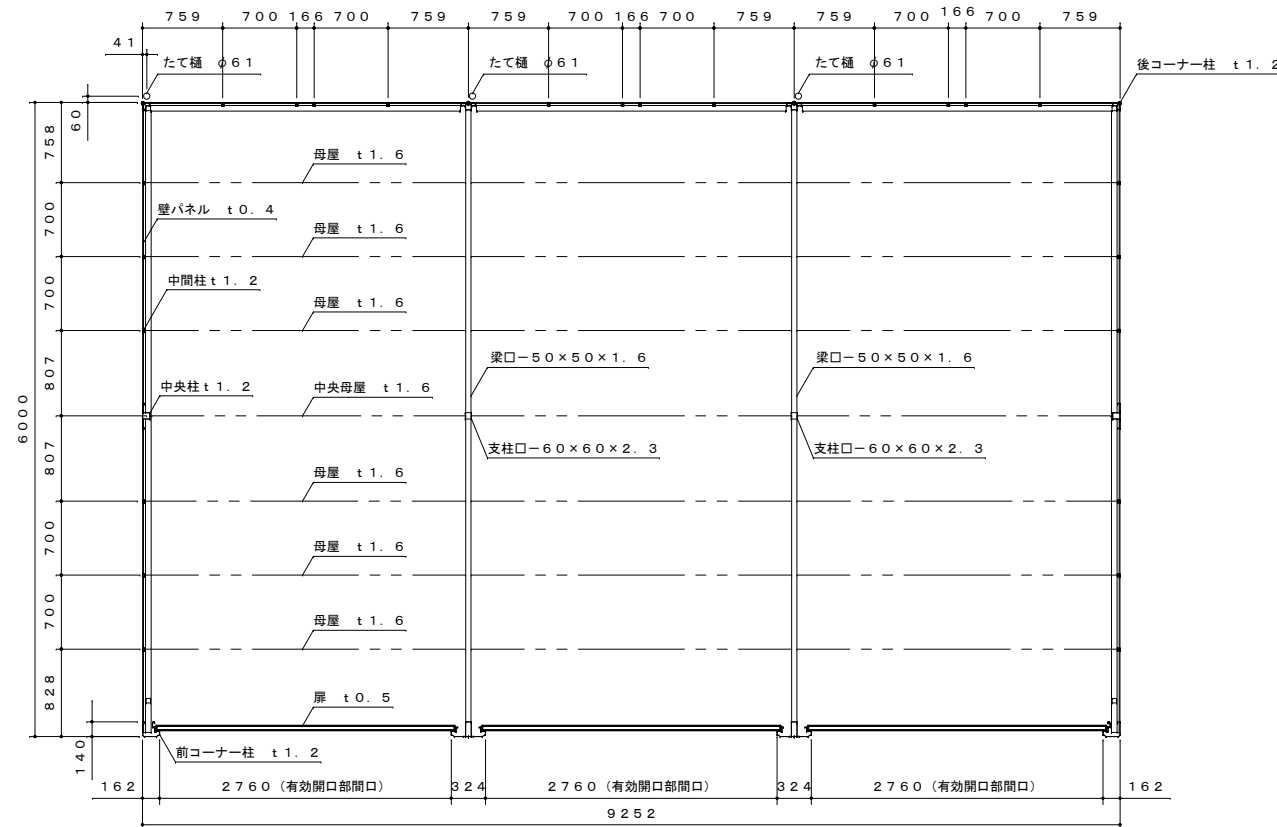 759 700 166 700 759 759 700 166 700 759 759 700 166 700 759
41
たて樋 φ61 たて樋 φ61 たて樋 φ61
後コーナー柱 t1.2
60
758
母屋 t1.6
壁パネル t0.4
700
母屋 t1.6
中間柱t1.2
700
母屋 t1.6
807
梁口-50×50×1.6 梁口-50×50×1.6
中央柱t1.2 中央母屋 t1.6
6000
支柱口-60×60×2.3 支柱口-60×60×2.3
807
母屋 t1.6
700
母屋 t1.6
700
母屋 t1.6
828
扉 t0.5
140
前コーナー柱 t1.2
162 2760(有効開口部間口) 324 2760(有効開口部間口) 324 2760(有効開口部間口) 162
9252